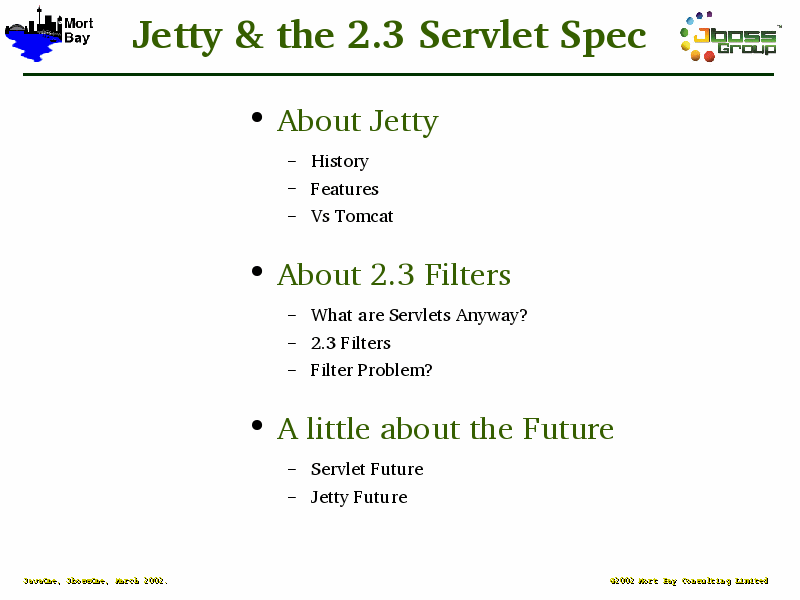 Mort
Bay
Jetty & the 2.3 Servlet Spec
Jboss
Group
™
• About Jetty
– History
– Features
– Vs Tomcat
• About 2.3 Filters
– What are Servlets Anyway?
– 2.3 Filters
– Filter Problem?
• A little about the Future
– Servlet Future
– Jetty Future
JavaOne, JbossOne, March 2002.
©2002 Mort Bay Consulting Limited